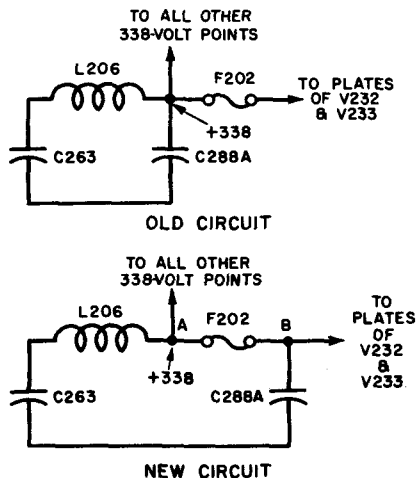 TO ALL OTHER
338-VOLT POINTS
L206
F202
TO PLATES
OF V232
& V233
+338
C263
C288A
OLD CIRCUIT
TO ALL OTHER
338-VOLT POINTS
L206
A
F202
B
TO
PLATES
OF
V232
&
V233
+338
C263
C288A
NEW CIRCUIT